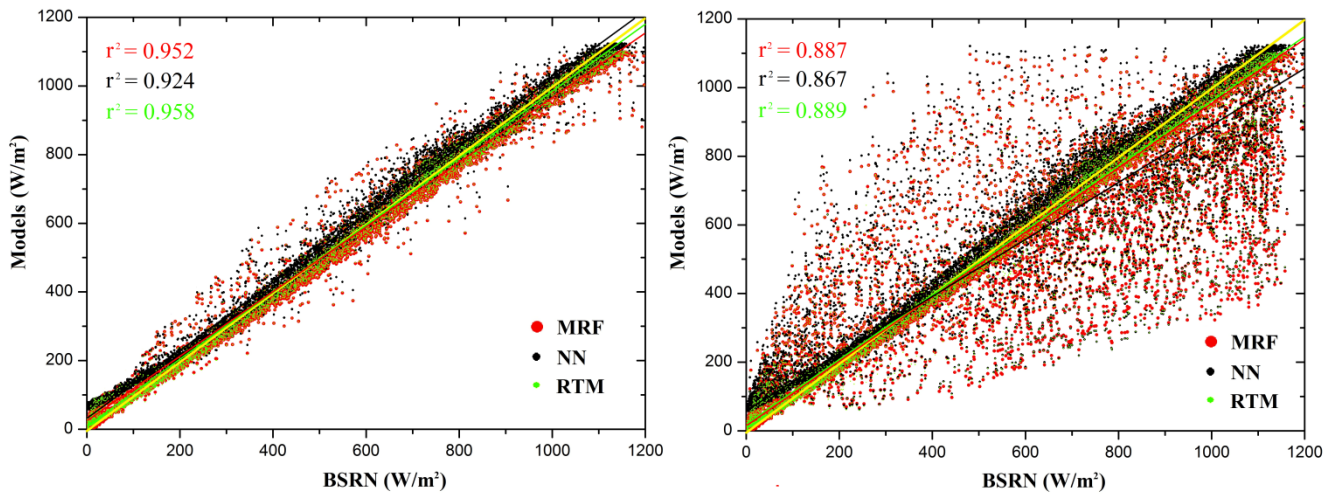 1200
1000
800
600
400
200
0
Models (W/m²)
r² = 0.952
r² = 0.924
r² = 0.958
MRF
NN
RTM
0 200 400 600 800 1000 1200
BSRN (W/m²)
1200
1000
800
600
400
200
0
Models (W/m²)
r² = 0.887
r² = 0.867
r² = 0.889
MRF
NN
RTM
0 200 400 600 800 1000 1200
BSRN (W/m²)